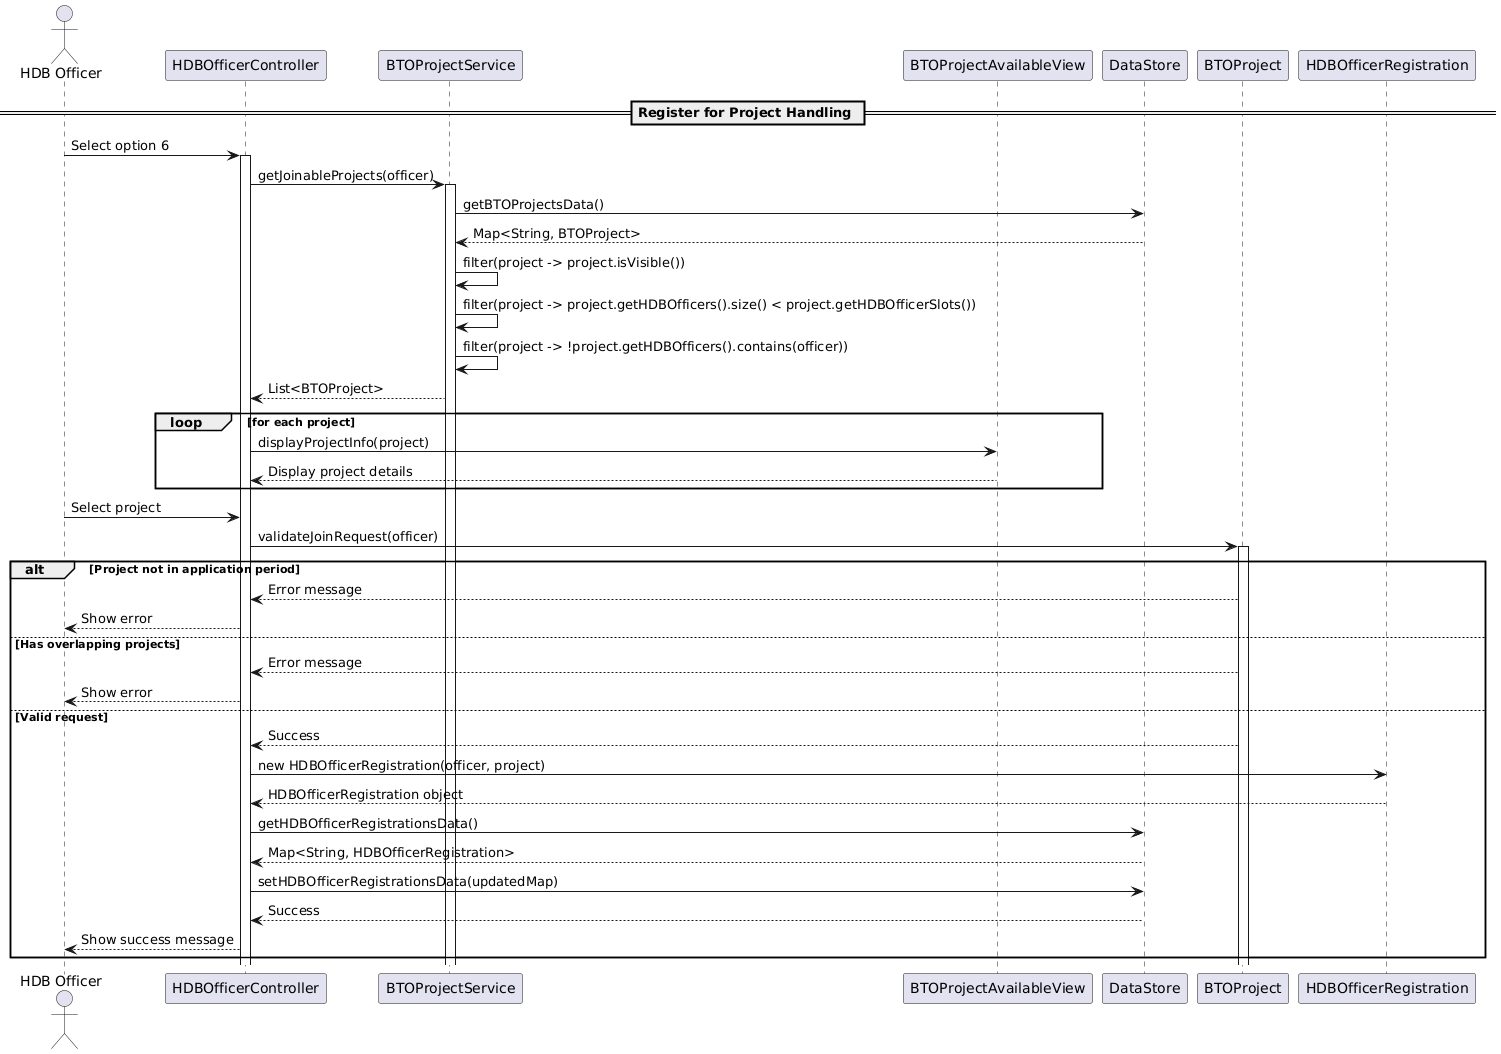 HDB Officer
HDBOfficerController
BTOProjectService
BTOProjectAvailableView
DataStore
BTOProject
HDBOfficerRegistration
Register for Project Handling
Select option 6
getJoinableProjects(officer)
getBTOProjectsData()
Map<String, BTOProject>
filter(project -> project.isVisible())
filter(project -> project.getHDBOfficers().size() < project.getHDBOfficerSlots())
filter(project -> !project.getHDBOfficers().contains(officer))
List<BTOProject>
loop [for each project]
displayProjectInfo(project)
Display project details
Select project
validateJoinRequest(officer)
alt [Project not in application period]
Error message
Show error
[Has overlapping projects]
Error message
Show error
[Valid request]
Success
new HDBOfficerRegistration(officer, project)
HDBOfficerRegistration object
getHDBOfficerRegistrationsData()
Map<String, HDBOfficerRegistration>
setHDBOfficerRegistrationsData(updatedMap)
Success
Show success message
HDB Officer
HDBOfficerController
BTOProjectService
BTOProjectAvailableView
DataStore
BTOProject
HDBOfficerRegistration